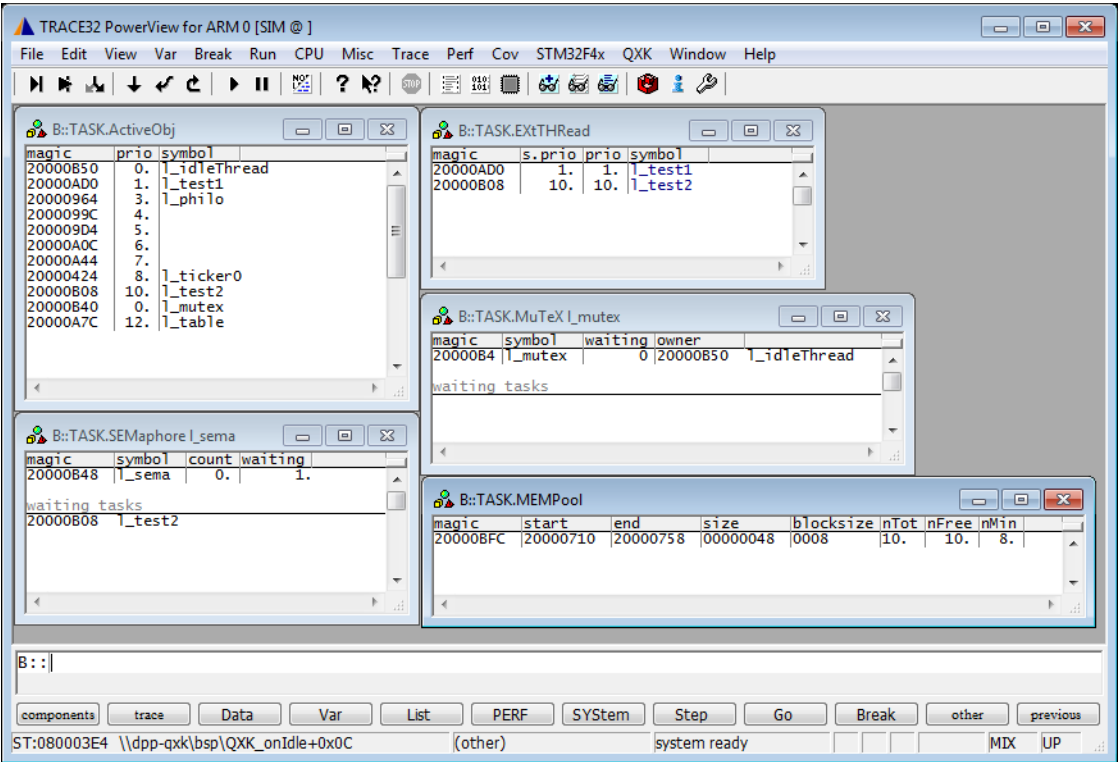 TRACE32 PowerView for ARM 0 [SIM @ ]
File Edit View Var Break Run CPU Misc Trace Perf Cov STM32F4x QXK Window Help
B::TASK.ActiveObj
magic prio symbol
20000B50 0. l_idleThread
20000AD0 1. l_test1
20000964 3. l_philo
2000099C 4.
200009D4 5.
20000A0C 6.
20000A44 7.
20000424 8. l_ticker0
20000B08 10. l_test2
20000B40 0. l_mutex
20000A7C 12. l_table
B::TASK.EXtTHRead
magic s.prio prio symbol
20000AD0 1. 1. l_test1
20000B08 10. 10. l_test2
B::TASK.MuTeX l_mutex
magic symbol waiting owner
20000B4 l_mutex 0 20000B50 l_idleThread
waiting tasks
B::TASK.SEMaphore l_sema
magic symbol count waiting
20000B48 l_sema 0. 1.
waiting tasks
20000B08 l_test2
B::TASK.MEMPool
magic start end size blocksize nTot nFree nMin
20000BFC 20000710 20000758 00000048 0008 10. 10. 8.
B::
components trace Data Var List PERF SYStem Step Go Break other previous
ST:080003E4 \\dpp-qxk\bsp\QXK_onIdle+0x0C (other) system ready MIX UP